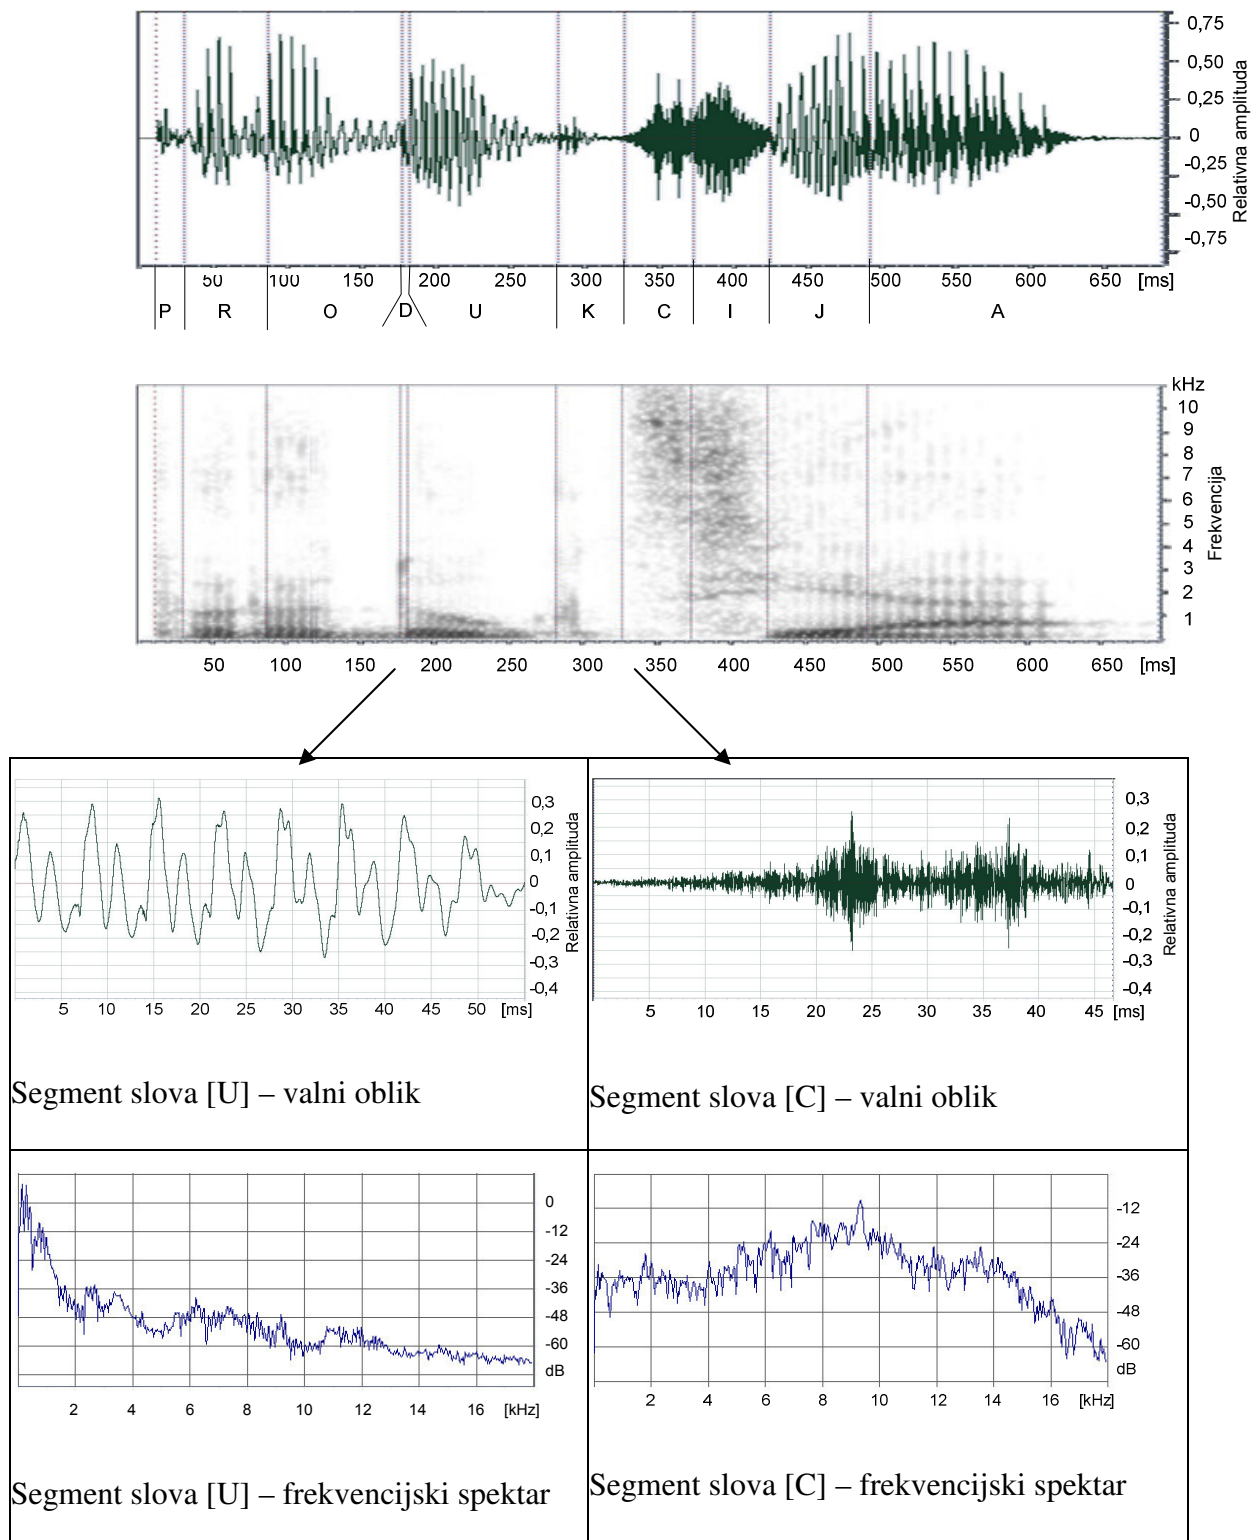 0,75
0,50
0,25
0
-0,25
-0,50
-0,75
Relativna amplituda
50 100 150 200 250 300 350 400 450 500 550 600 650 [ms]
P R O D U K C I J A
kHz
10
9
8
7
6
5
4
3
2
1
Frekvencija
50 100 150 200 250 300 350 400 450 500 550 600 650 [ms]
0,3
0,2
0,1
0
-0,1
-0,2
-0,3
-0,4
Relativna amplituda
5 10 15 20 25 30 35 40 45 50 [ms]
Segment slova [U] – valni oblik
0,3
0,2
0,1
0
-0,1
-0,2
-0,3
-0,4
Relativna amplituda
5 10 15 20 25 30 35 40 45 [ms]
Segment slova [C] – valni oblik
0
-12
-24
-36
-48
-60
dB
2 4 6 8 10 12 14 16 [kHz]
Segment slova [U] – frekvencijski spektar
-12
-24
-36
-48
-60
dB
2 4 6 8 10 12 14 16 [kHz]
Segment slova [C] – frekvencijski spektar